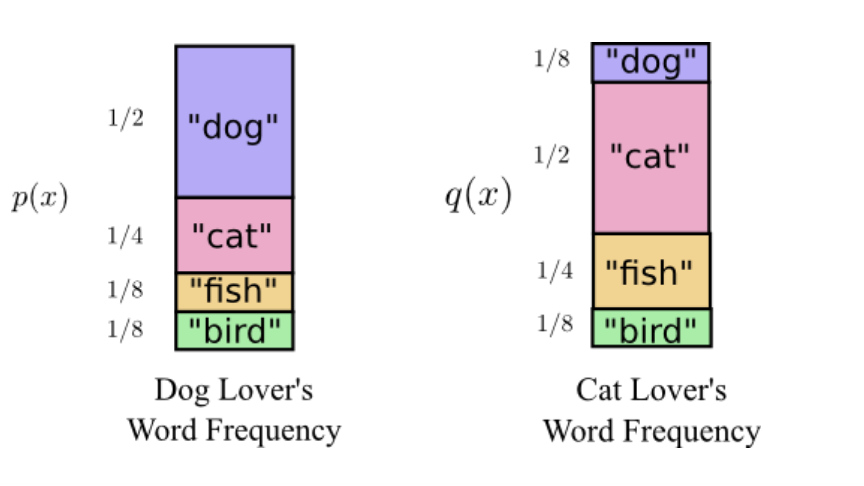 p(x)
1/2
"dog"
1/4
"cat"
1/8
"fish"
1/8
"bird"
Dog Lover's
Word Frequency
q(x)
1/8
"dog"
1/2
"cat"
1/4
"fish"
1/8
"bird"
Cat Lover's
Word Frequency